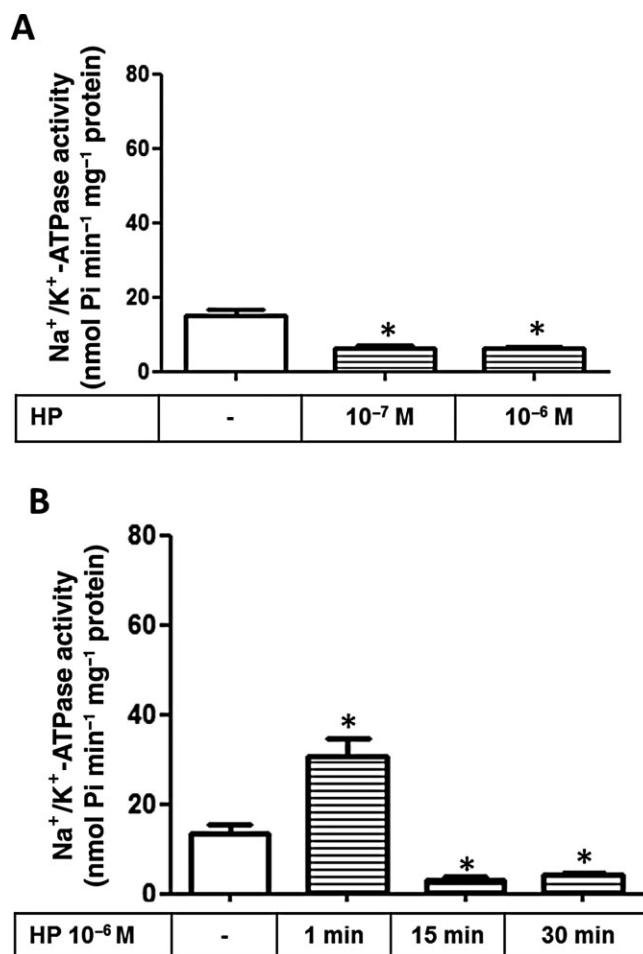 A
Na⁺/K⁺-ATPase activity
(nmol Pi min⁻¹ mg⁻¹ protein)
80
60
40
20
0
* *
HP - 10⁻⁷ M 10⁻⁶ M
B
Na⁺/K⁺-ATPase activity
(nmol Pi min⁻¹ mg⁻¹ protein)
80
60
40
20
0
*
* *
HP 10⁻⁶ M - 1 min 15 min 30 min